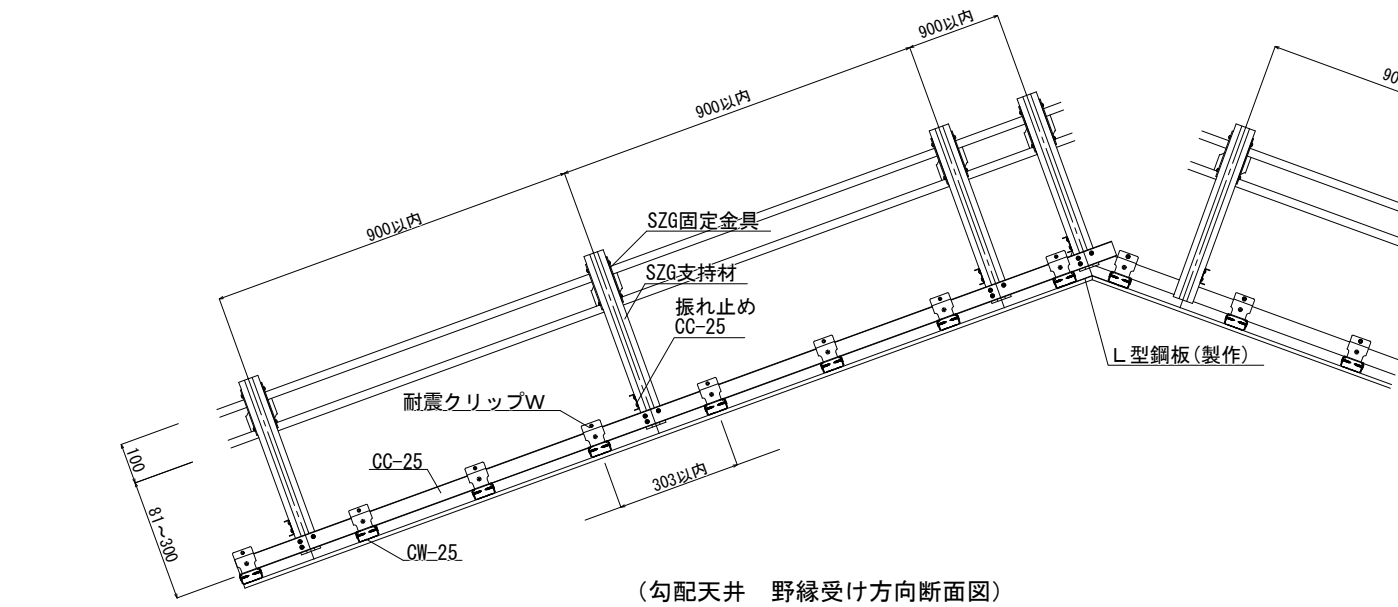 900以内
900以内
90
900以内
SZG固定金具
SZG支持材
振れ止め
CC-25
L型鋼板(製作)
耐震クリップW
100
CC-25
303以内
81～300
CW-25
(勾配天井　野縁受け方向断面図)